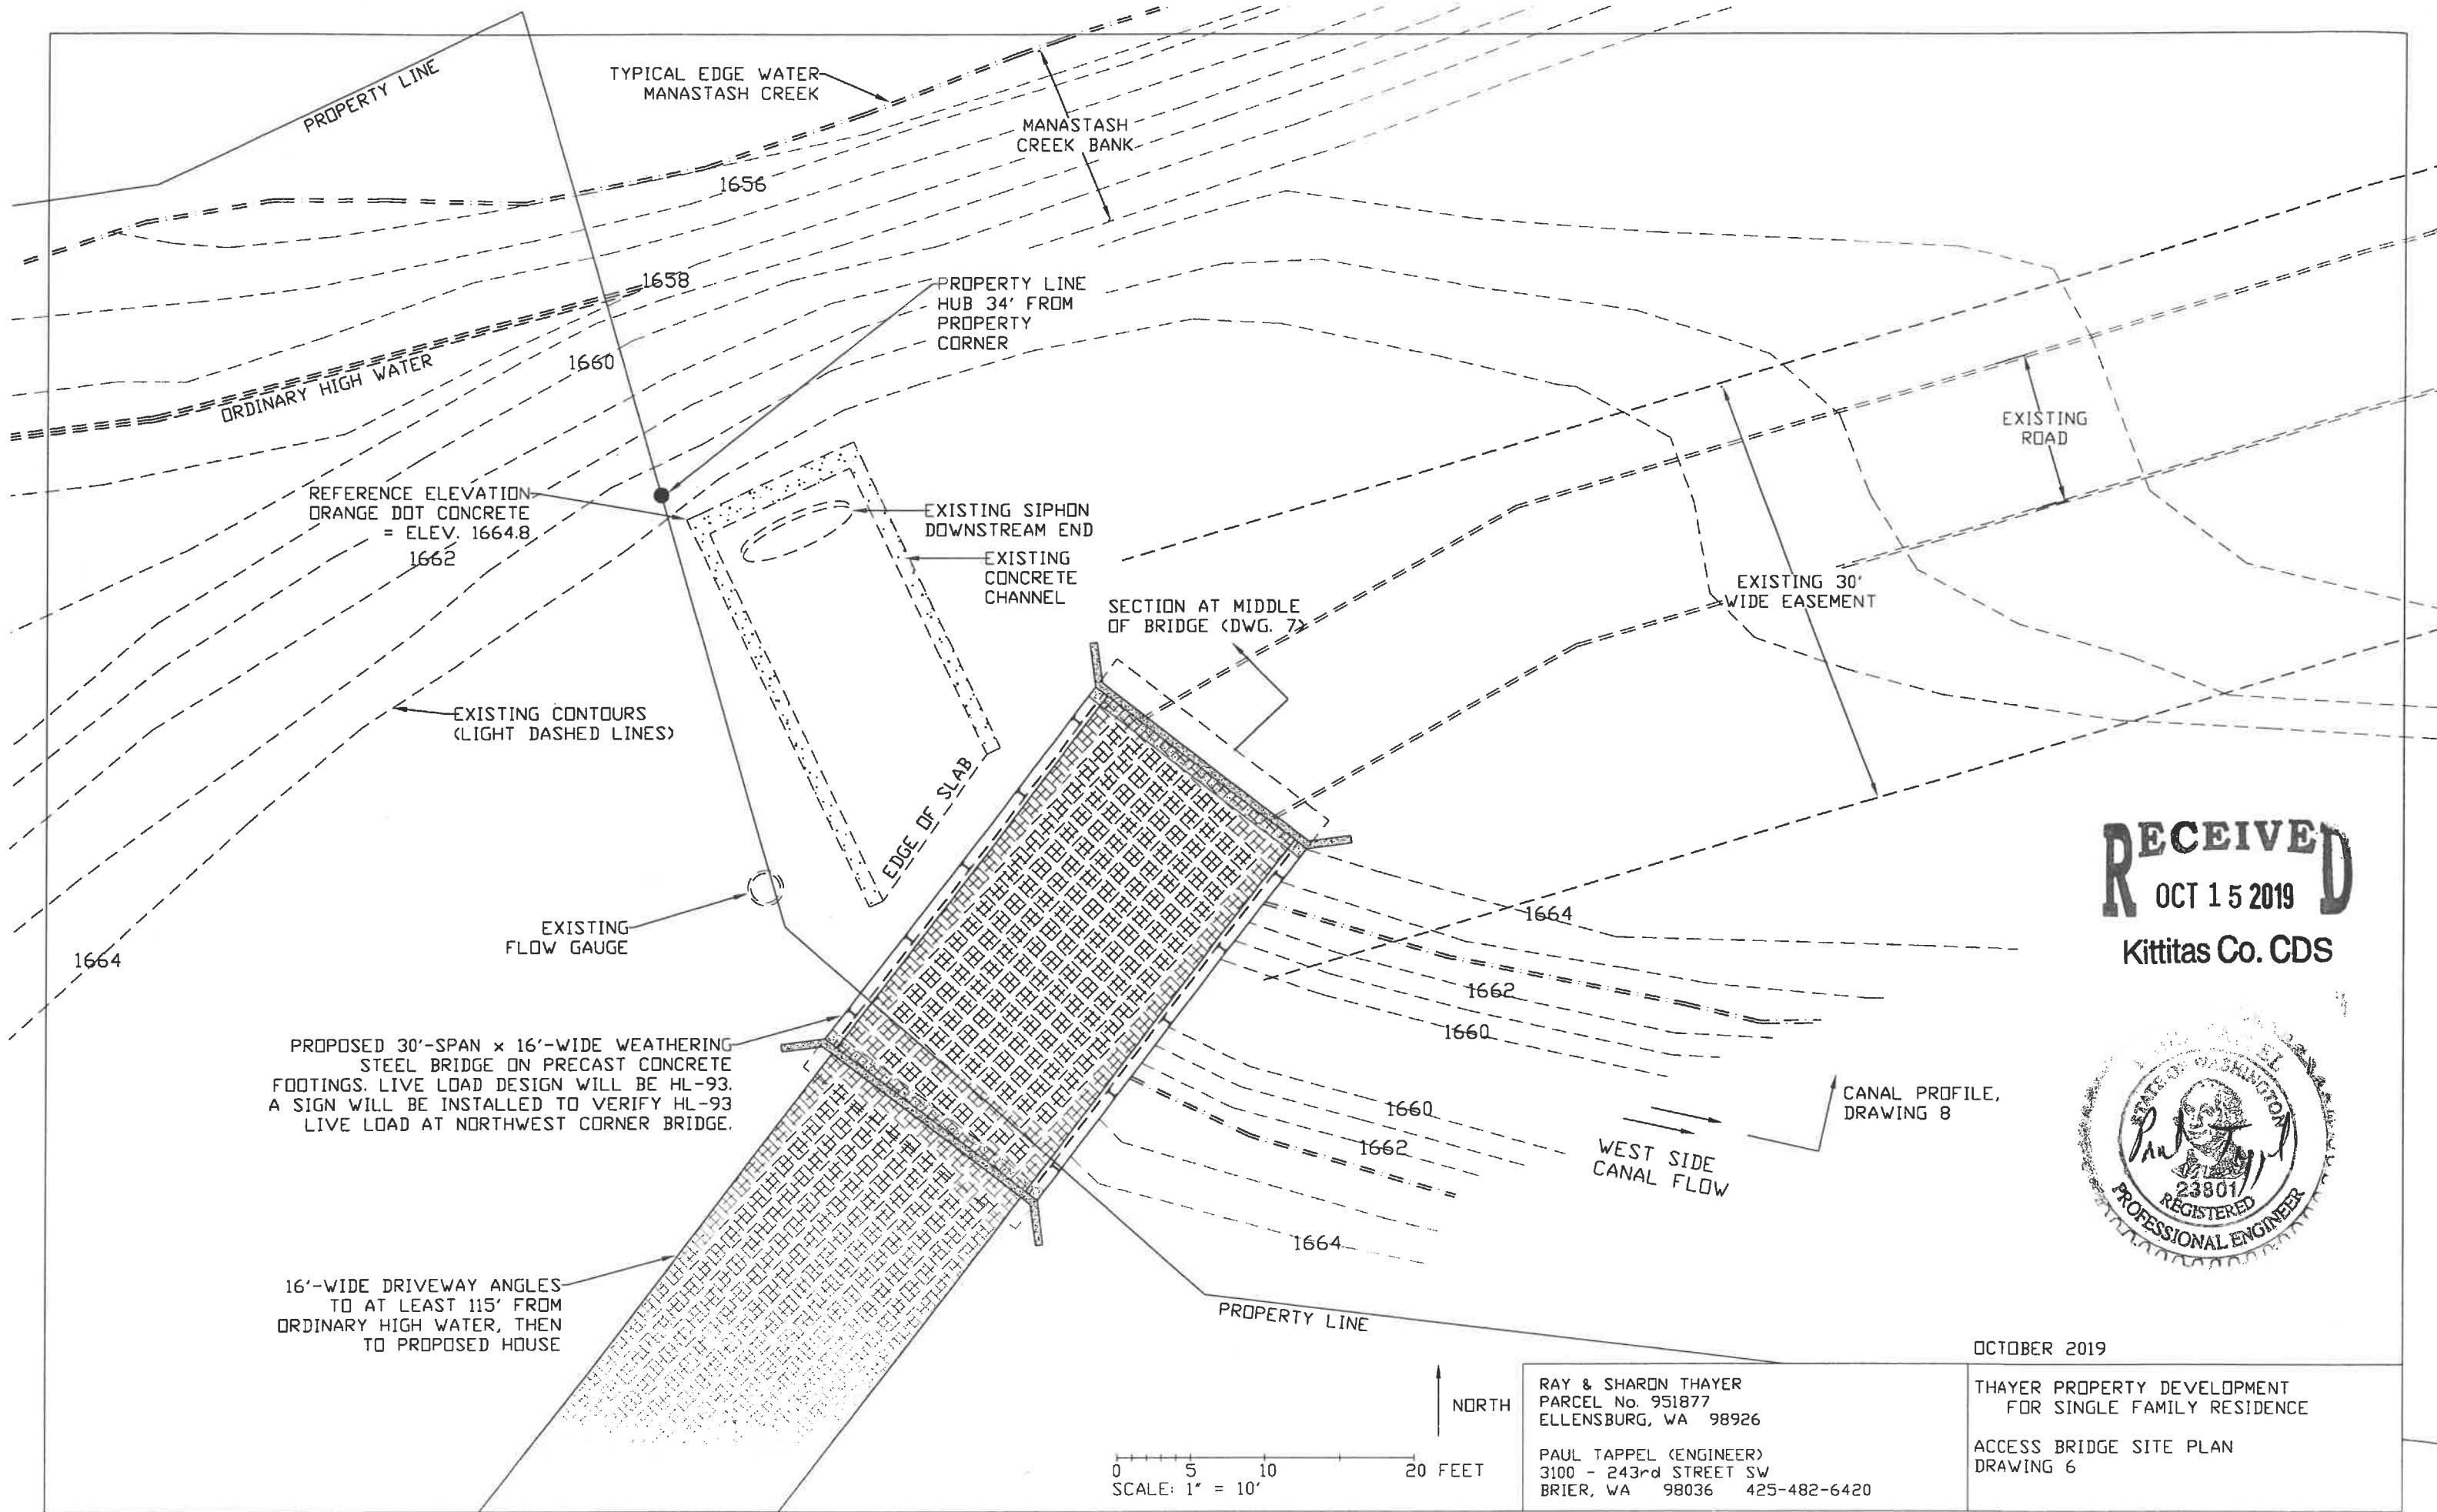 PROPERTY LINE
TYPICAL EDGE WATER
MANASTASH CREEK
MANASTASH
CREEK BANK
1656
1658
PROPERTY LINE
HUB 34' FROM
PROPERTY
CORNER
1660
ORDINARY HIGH WATER
EXISTING
ROAD
REFERENCE ELEVATION
ORANGE DOT CONCRETE
= ELEV. 1664.8
1662
EXISTING SIPHON
DOWNSTREAM END
EXISTING
CONCRETE
CHANNEL
EXISTING 30'
WIDE EASEMENT
SECTION AT MIDDLE
OF BRIDGE (DWG. 7)
EXISTING CONTOURS
(LIGHT DASHED LINES)
EDGE OF SLAB
RECEIVED
OCT 15 2019
Kittitas Co. CDS
EXISTING
FLOW GAUGE
1664
1664
1662
1660
PROPOSED 30'-SPAN x 16'-WIDE WEATHERING
STEEL BRIDGE ON PRECAST CONCRETE
FOOTINGS. LIVE LOAD DESIGN WILL BE HL-93.
A SIGN WILL BE INSTALLED TO VERIFY HL-93
LIVE LOAD AT NORTHWEST CORNER BRIDGE.
1660
1662
1664
WEST SIDE
CANAL FLOW
CANAL PROFILE,
DRAWING 8
STATE OF WASHINGTON
Paul Tappel
23801
REGISTERED
PROFESSIONAL ENGINEER
16'-WIDE DRIVEWAY ANGLES
TO AT LEAST 115' FROM
ORDINARY HIGH WATER, THEN
TO PROPOSED HOUSE
PROPERTY LINE
NORTH
0 5 10 20 FEET
SCALE: 1" = 10'
RAY & SHARON THAYER
PARCEL No. 951877
ELLENSBURG, WA 98926
PAUL TAPPEL (ENGINEER)
3100 - 243rd STREET SW
BRIER, WA 98036 425-482-6420
OCTOBER 2019
THAYER PROPERTY DEVELOPMENT
FOR SINGLE FAMILY RESIDENCE
ACCESS BRIDGE SITE PLAN
DRAWING 6